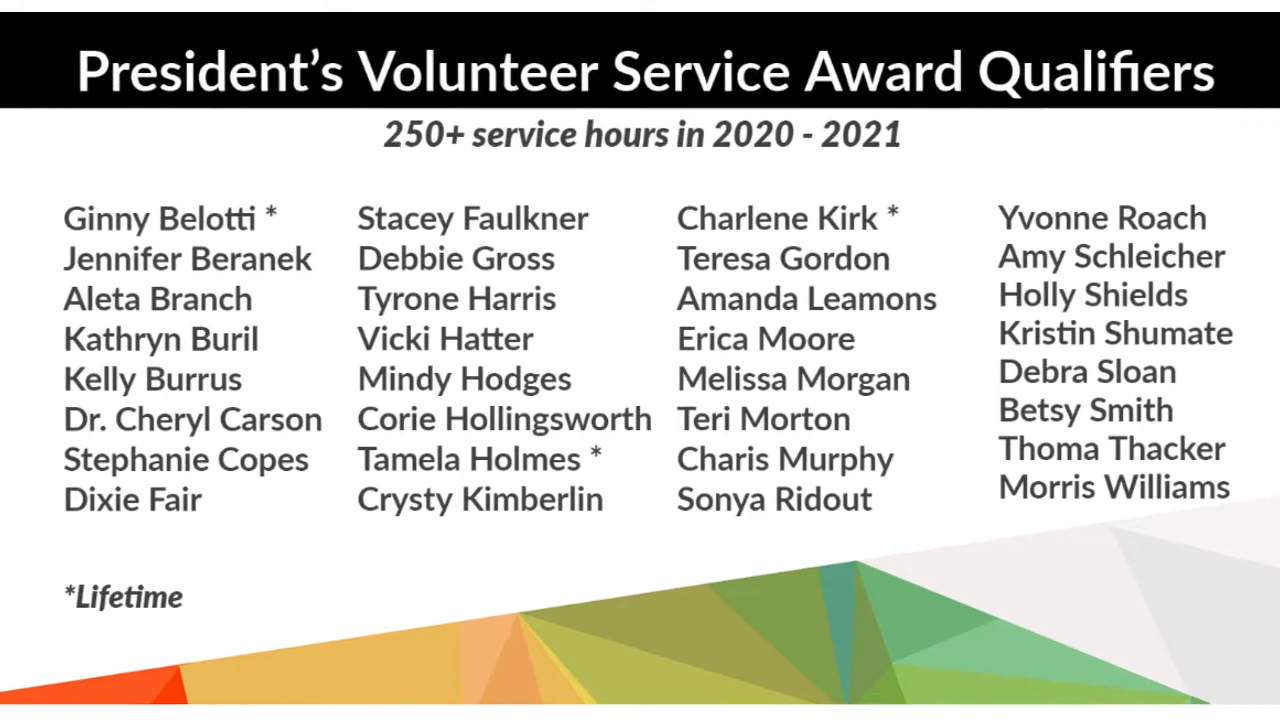 President's Volunteer Service Award Qualifiers
250+ service hours in 2020 - 2021
Ginny Belotti *
Jennifer Beranek
Aleta Branch
Kathryn Buril
Kelly Burrus
Dr. Cheryl Carson
Stephanie Copes
Dixie Fair
Stacey Faulkner
Debbie Gross
Tyrone Harris
Vicki Hatter
Mindy Hodges
Corie Hollingsworth
Tamela Holmes *
Crysty Kimberlin
Charlene Kirk *
Teresa Gordon
Amanda Leamons
Erica Moore
Melissa Morgan
Teri Morton
Charis Murphy
Sonya Ridout
Yvonne Roach
Amy Schleicher
Holly Shields
Kristin Shumate
Debra Sloan
Betsy Smith
Thoma Thacker
Morris Williams
*Lifetime